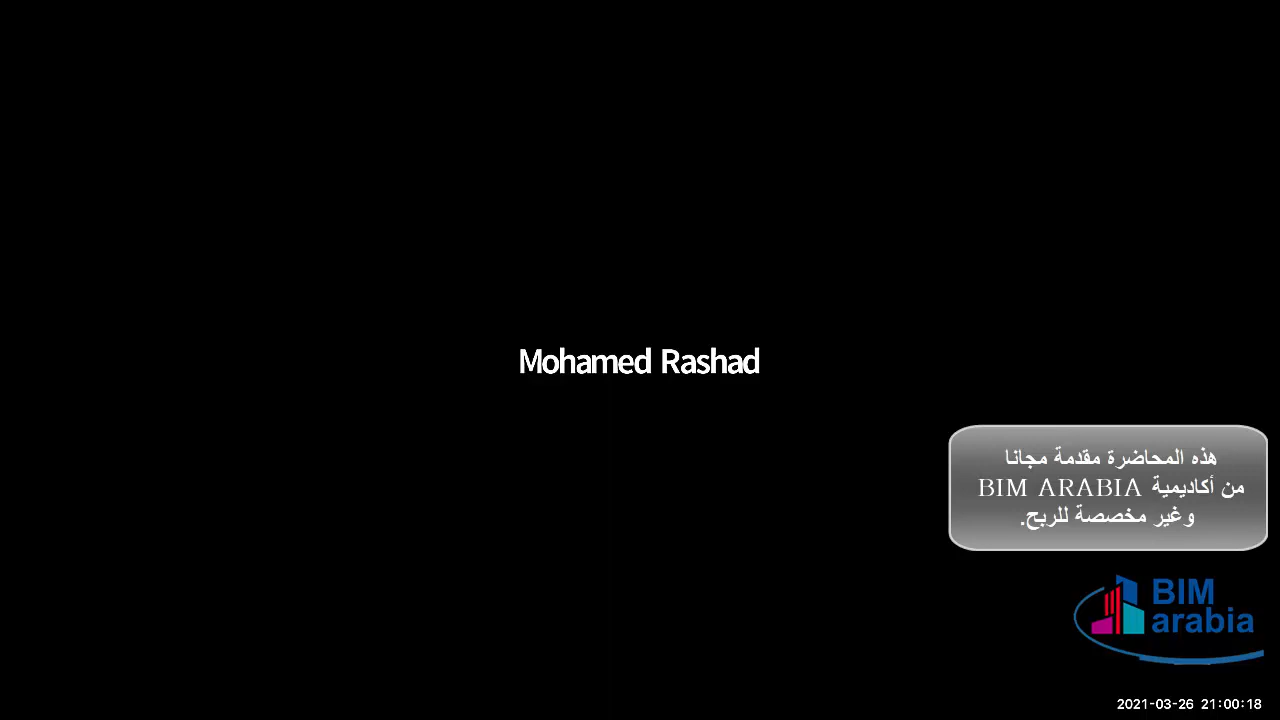 Mohamed Rashad
هذه المحاضرة مقدمة مجانا
من أكاديمية BIM ARABIA
وغير مخصصة للربح.
BIM
arabia
2021-03-26 21:00:18